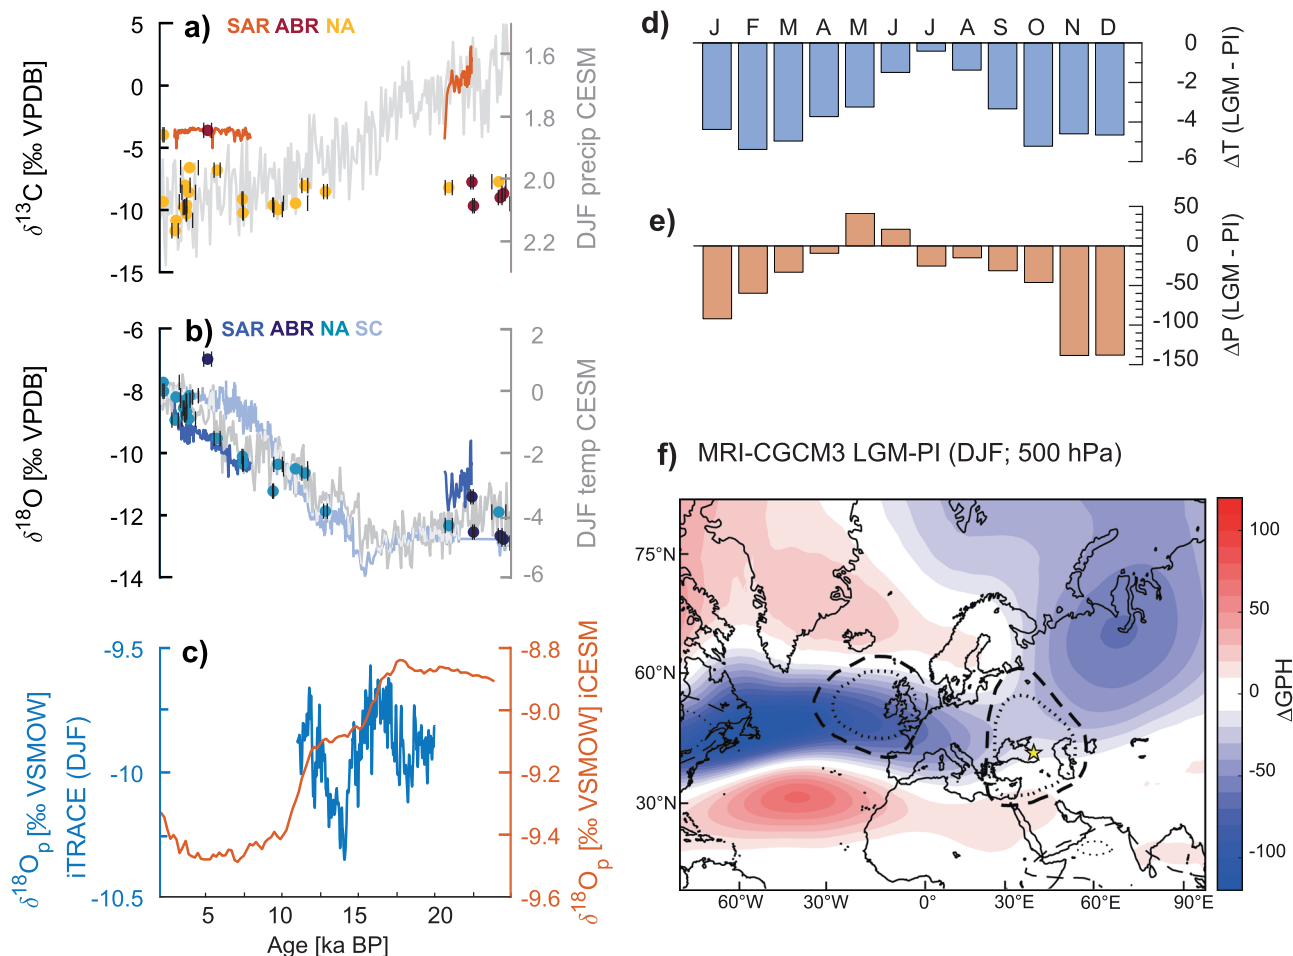 a) SAR ABR NA
5
0
-5
-10
-15
δ¹³C [‰ VPDB]
1.6
1.8
2.0
2.2
DJF precip CESM
b) SAR ABR NA SC
-6
-8
-10
-12
-14
δ¹⁸O [‰ VPDB]
2
0
-2
-4
-6
DJF temp CESM
c)
-9.5
-10
-10.5
δ¹⁸Oₚ [‰ VSMOW]
iTRACE (DJF)
-8.8
-9.0
-9.2
-9.4
-9.6
δ¹⁸Oₚ [‰ VSMOW] iCESM
5 10 15 20
Age [ka BP]
d) J F M A M J J A S O N D
0
-2
-4
-6
ΔT (LGM - PI)
e)
50
0
-50
-100
-150
ΔP (LGM - PI)
f) MRI-CGCM3 LGM-PI (DJF; 500 hPa)
75°N
60°N
30°N
60°W 30°W 0° 30°E 60°E 90°E
100
50
0
-50
-100
ΔGPH